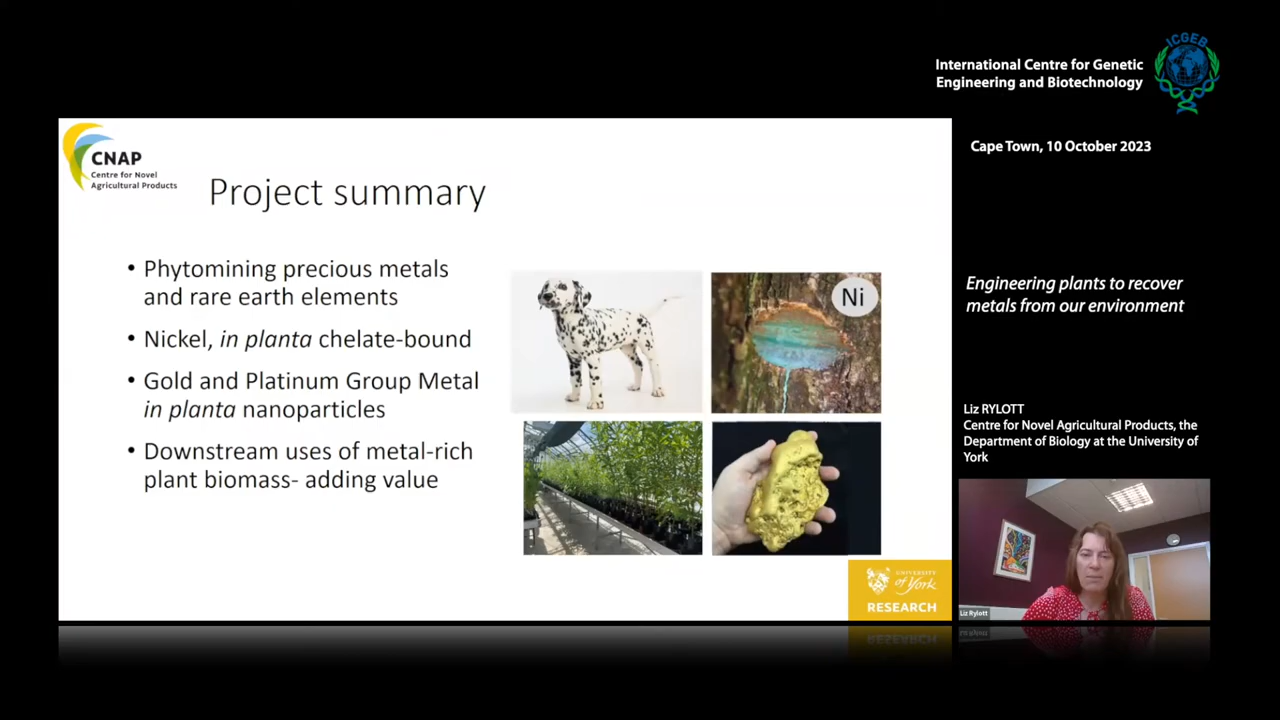 International Centre for Genetic
Engineering and Biotechnology
ICGEB
Cape Town, 10 October 2023
CNAP
Centre for Novel
Agricultural Products
Project summary
• Phytomining precious metals
and rare earth elements
• Nickel, in planta chelate-bound
• Gold and Platinum Group Metal
in planta nanoparticles
• Downstream uses of metal-rich
plant biomass- adding value
Ni
UNIVERSITY
of York
RESEARCH
Engineering plants to recover
metals from our environment
Liz RYLOTT
Centre for Novel Agricultural Products, the
Department of Biology at the University of
York
Liz Rylott